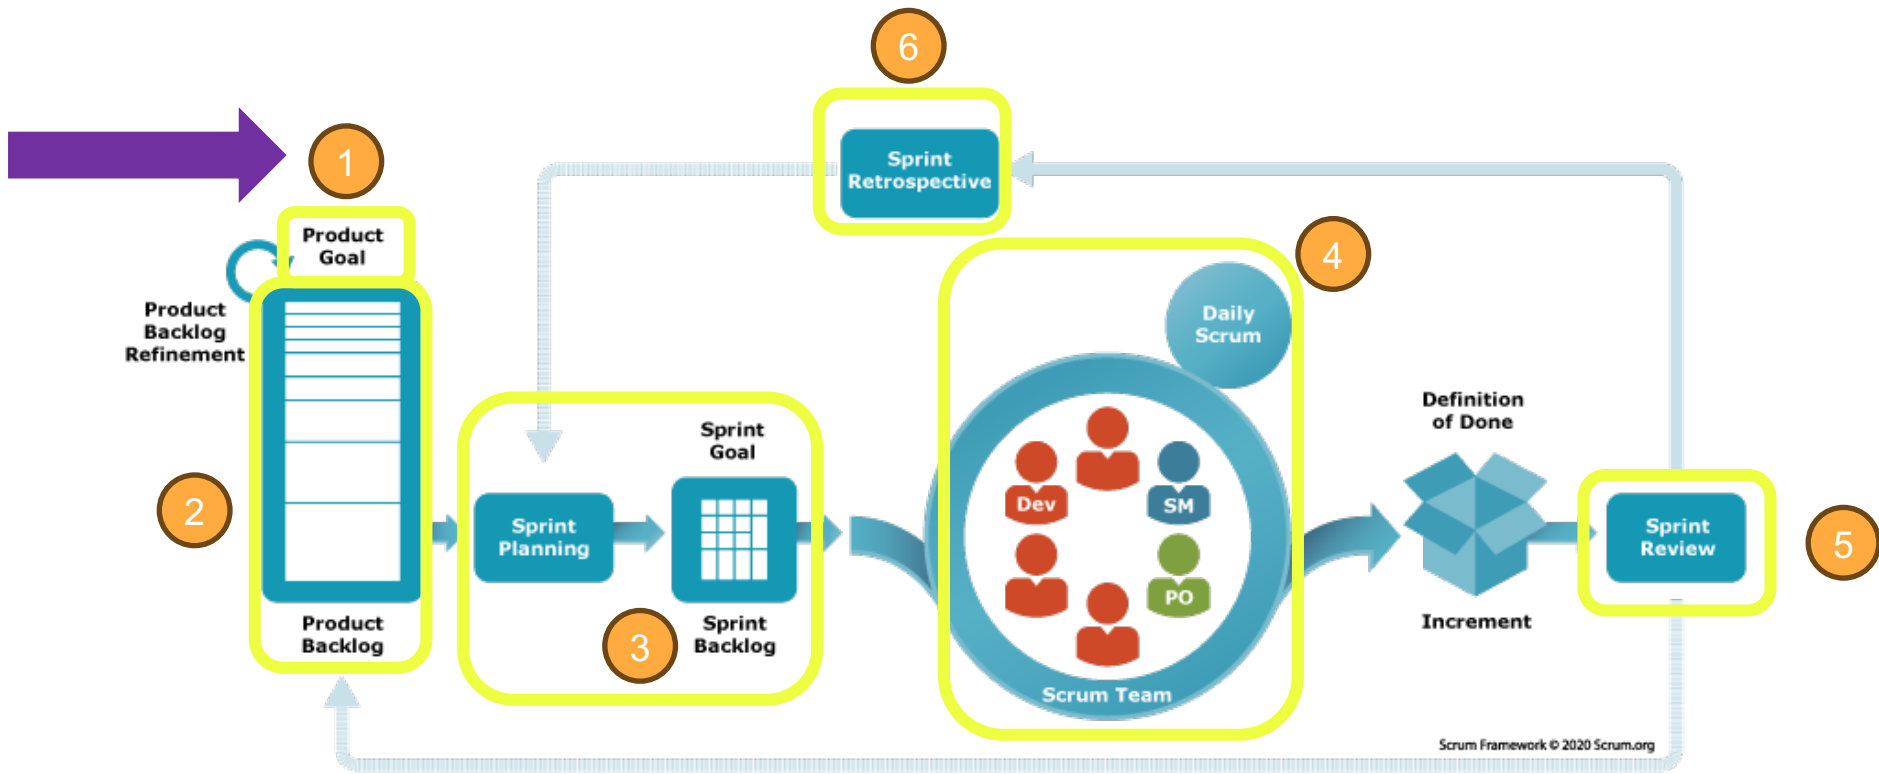 6
1
Sprint
Retrospective
Product
Goal
4
Product
Backlog
Refinement
Daily
Scrum
Definition
of Done
Sprint
Goal
2
Dev
SM
Sprint
Planning
Sprint
Review
5
PO
Product
Backlog
3
Sprint
Backlog
Increment
Scrum Team
Scrum Framework © 2020 Scrum.org